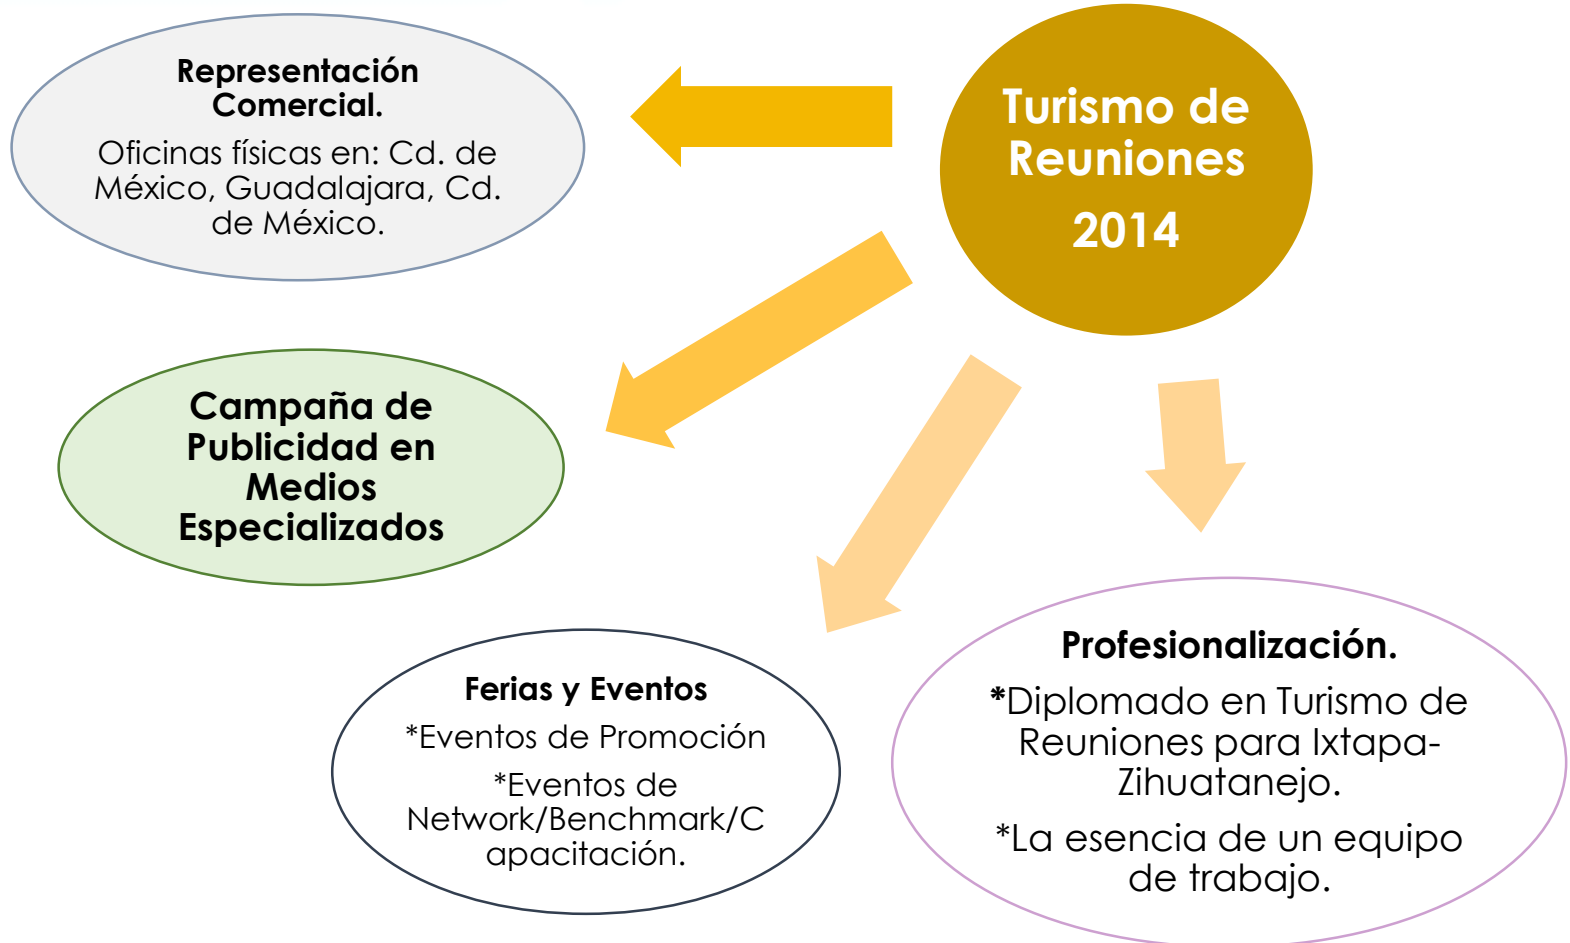 Representación
Comercial.
Oficinas físicas en: Cd. de
México, Guadalajara, Cd.
de México.
Turismo de
Reuniones
2014
Campaña de
Publicidad en
Medios
Especializados
Ferias y Eventos
*Eventos de Promoción
*Eventos de
Network/Benchmark/C
apacitación.
Profesionalización.
*Diplomado en Turismo de
Reuniones para Ixtapa-
Zihuatanejo.
*La esencia de un equipo
de trabajo.